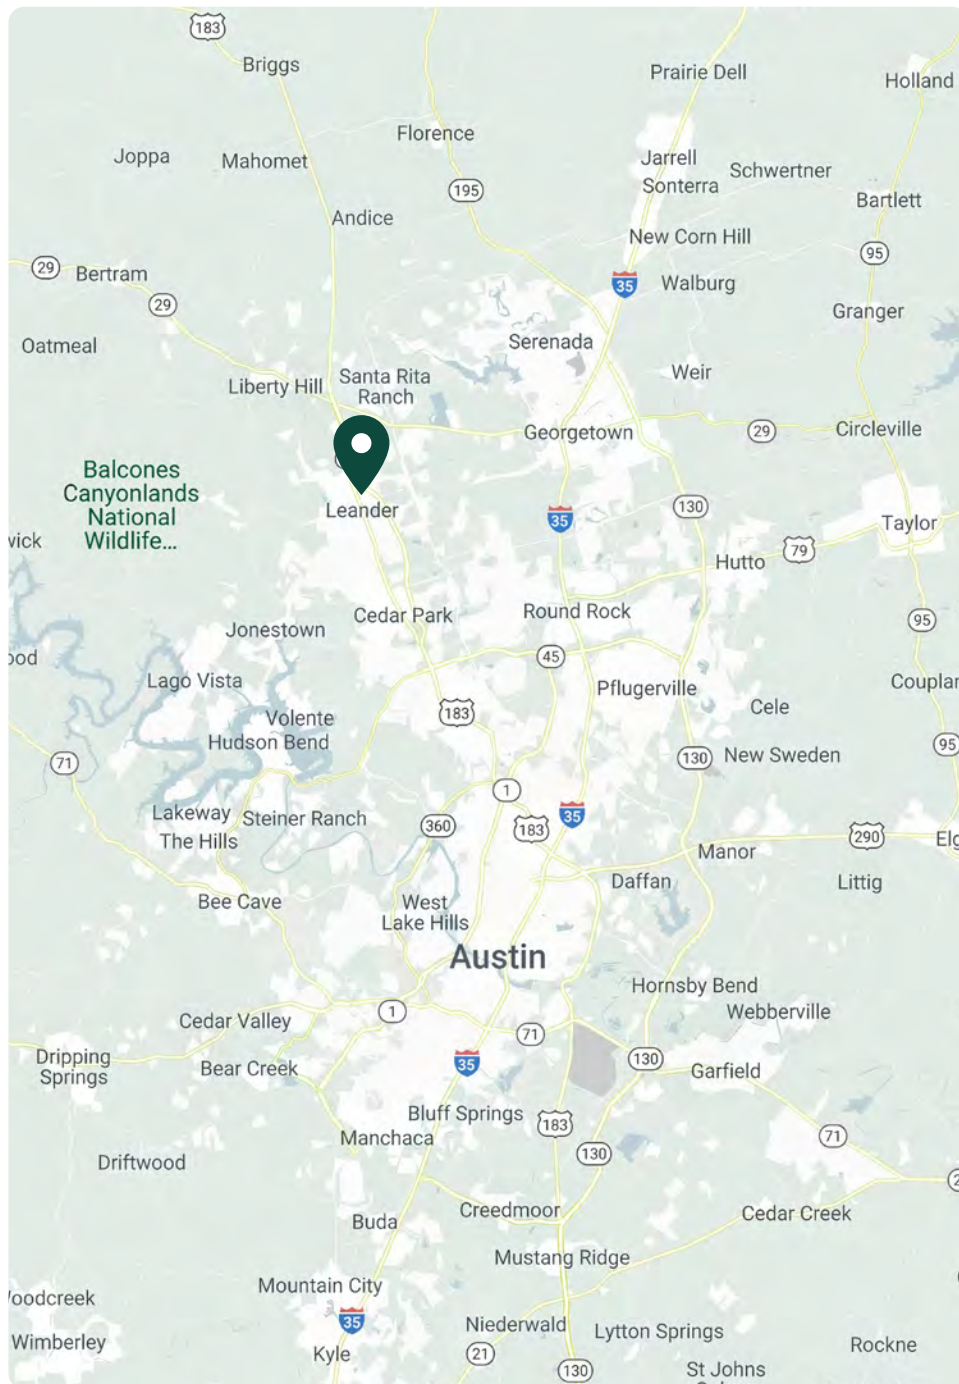 183
Briggs
Prairie Dell
Holland
Florence
Joppa
Mahomet
Jarrell
Schwertner
Sonterra
195
Bartlett
Andice
New Corn Hill
95
29
Bertram
35
Walburg
29
Granger
Oatmeal
Serenada
Weir
Santa Rita
Ranch
Liberty Hill
Georgetown
29
Circleville
Balcones
Canyonlands
National
Wildlife...
Leander
130
35
Taylor
wick
Hutto
79
Cedar Park
Round Rock
95
Jonestown
ood
45
Lago Vista
Pflugerville
Couplan
Volente
183
Cele
Hudson Bend
95
71
130
New Sweden
1
Lakeway
Steiner Ranch
360
183
35
The Hills
290
Elg
Manor
Daffan
Littig
Bee Cave
West
Lake Hills
Austin
Hornsby Bend
Webberville
1
Cedar Valley
71
Dripping
Springs
Bear Creek
35
130
Garfield
Bluff Springs
183
Manchaca
71
130
Driftwood
Creedmoor
Cedar Creek
Buda
Mustang Ridge
Mountain City
oodcreek
35
Niederwald
Lytton Springs
Wimberley
Rockne
Kyle
21
130
St Johns